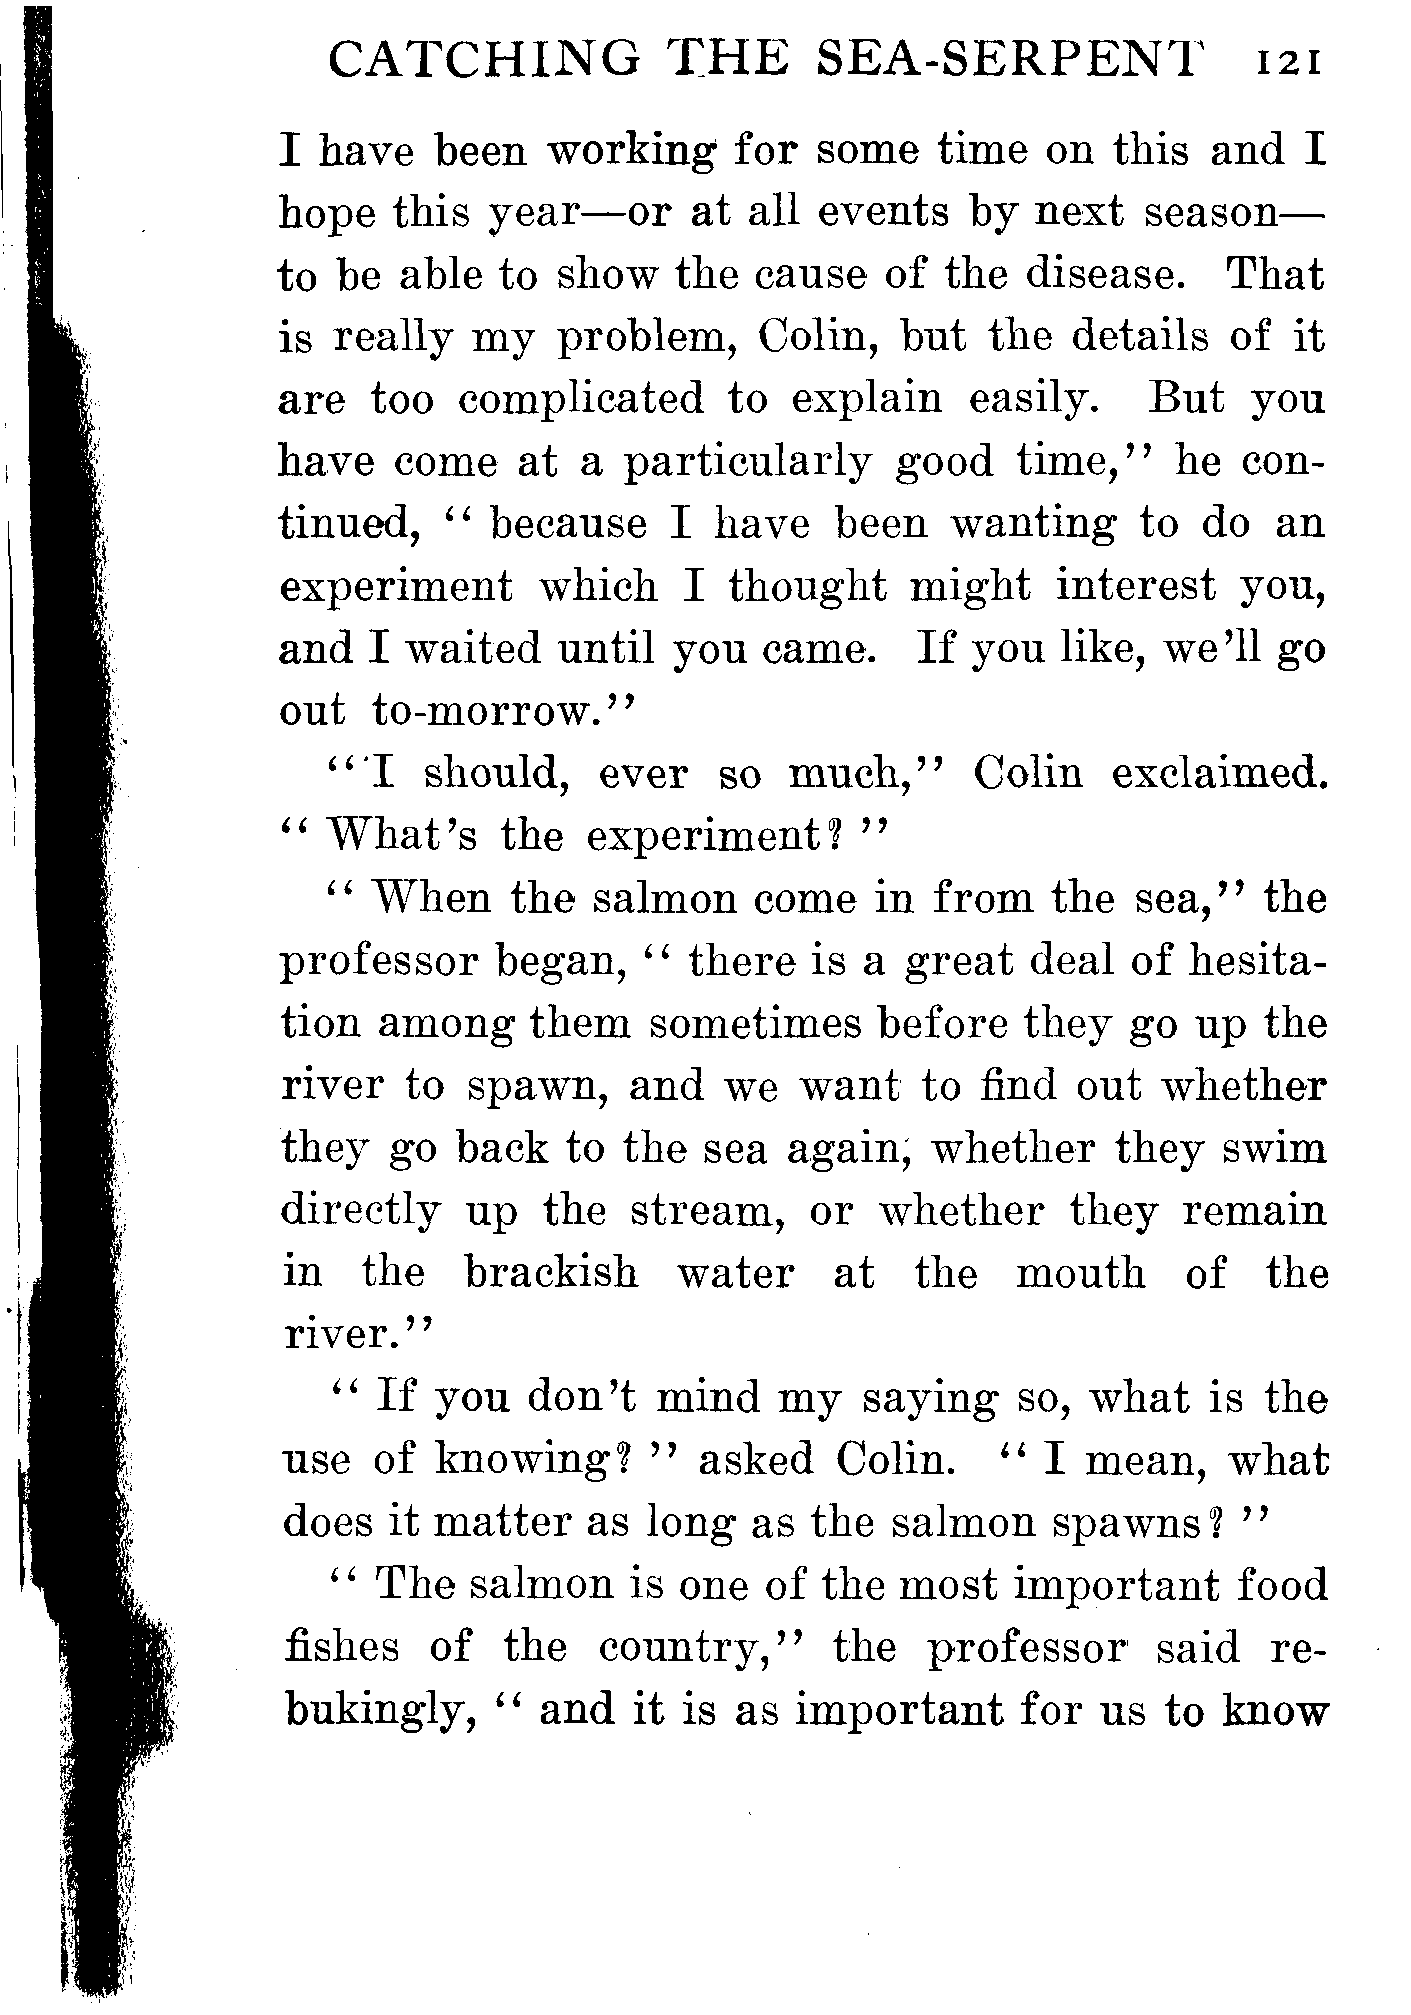 CATCHING THE SEA-SERPENT 121
I have been working for some time on this and I
hope this year—or at all events by next season—
to be able to show the cause of the disease. That
is really my problem, Colin, but the details of it
are too complicated to explain easily. But you
have come at a particularly good time,'' he con-
tinued, `` because I have been wanting to do an
experiment which I thought might interest you,
and I waited until you came. If you like, we'll go
out to-morrow.''
``I should, ever so much,'' Colin exclaimed.
`` What's the experiment? ''
`` When the salmon come in from the sea,'' the
professor began, `` there is a great deal of hesita-
tion among them sometimes before they go up the
river to spawn, and we want to find out whether
they go back to the sea again, whether they swim
directly up the stream, or whether they remain
in the brackish water at the mouth of the
river.''
`` If you don't mind my saying so, what is the
use of knowing? '' asked Colin. `` I mean, what
does it matter as long as the salmon spawns? ''
`` The salmon is one of the most important food
fishes of the country,'' the professor said re-
bukingly, `` and it is as important for us to know